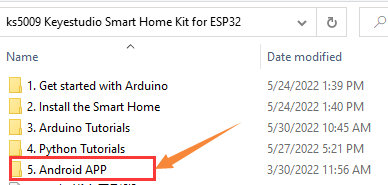 ks5009 Keyestudio Smart Home Kit for ESP32
Name
Date modified
1. Get started with Arduino 5/24/2022 1:39 PM
2. Install the Smart Home 5/24/2022 1:40 PM
3. Arduino Tutorials 5/30/2022 10:45 AM
4. Python Tutorials 5/27/2022 5:21 PM
5. Android APP 3/30/2022 11:56 AM